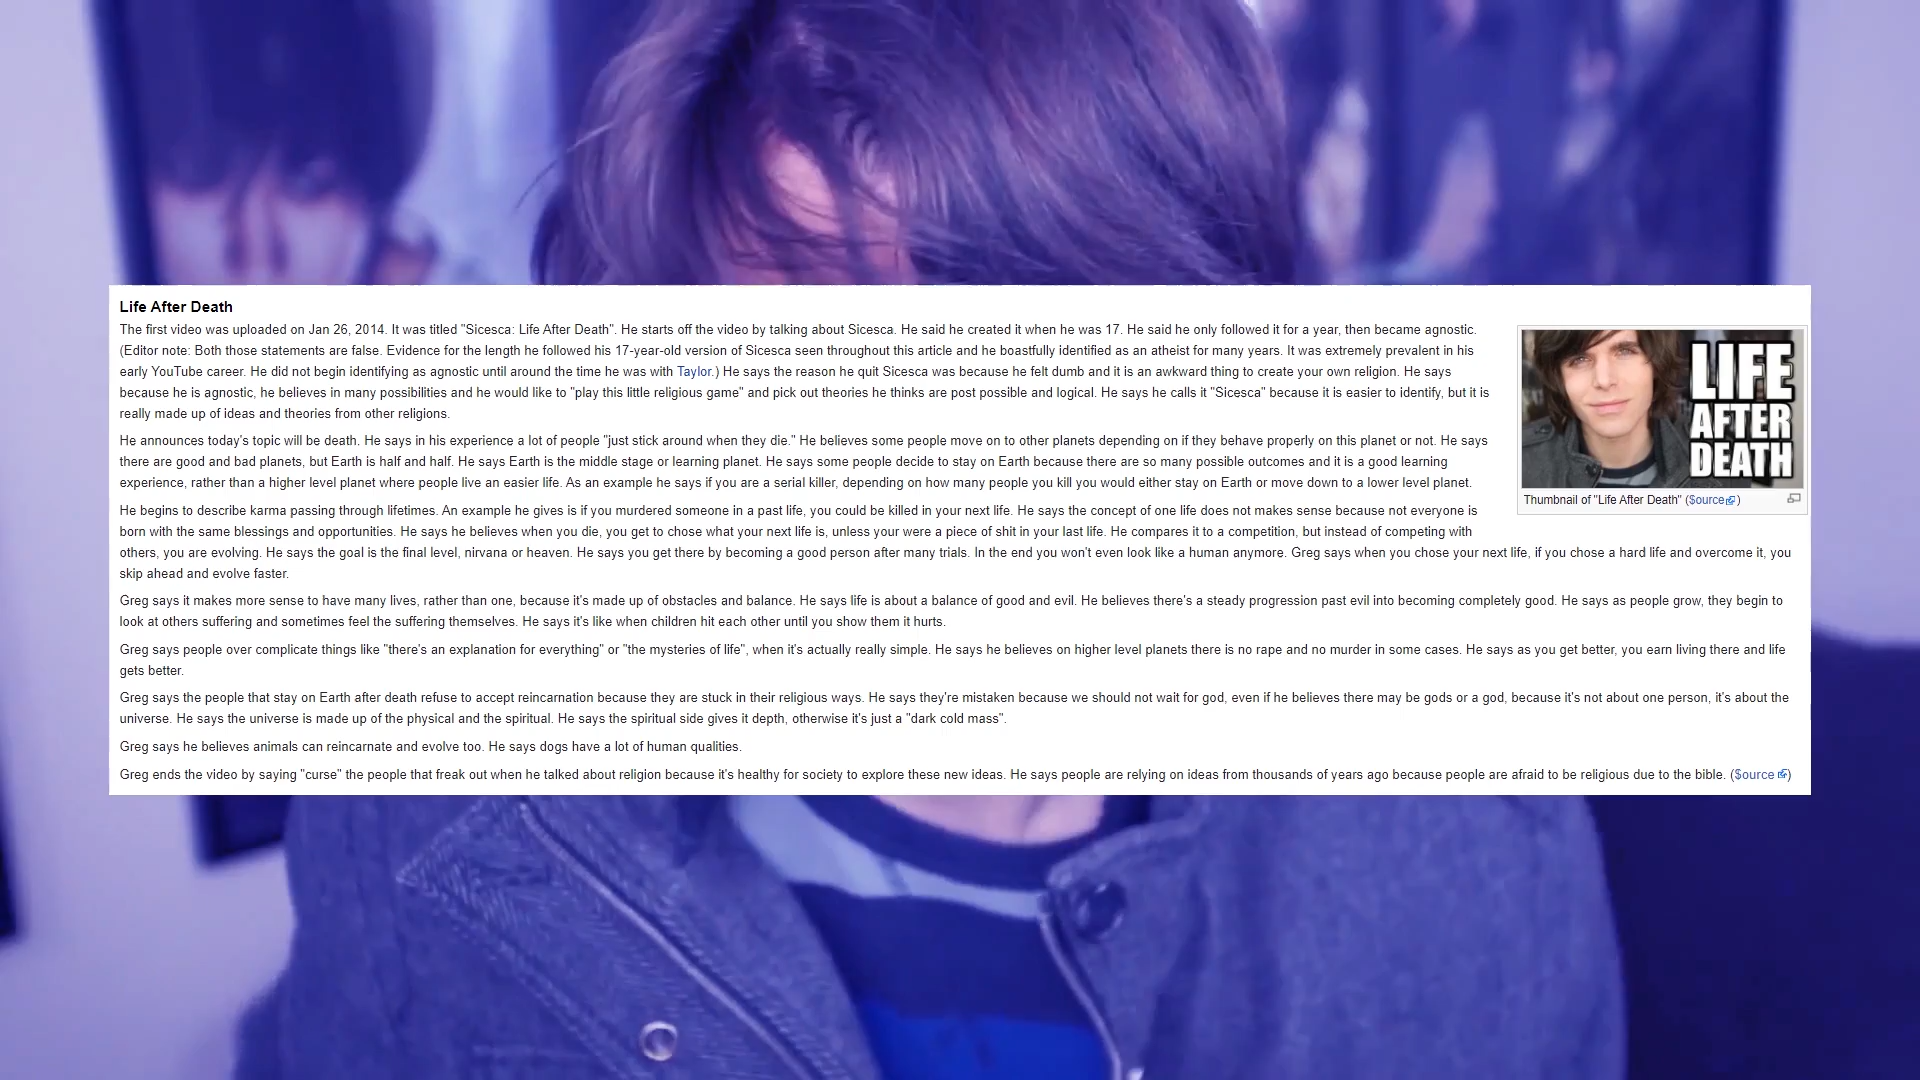 Life After Death
The first video was uploaded on Jan 26, 2014. It was titled "Sicesca: Life After Death". He starts off the video by talking about Sicesca. He said he created it when he was 17. He said he only followed it for a year, then became agnostic.
(Editor note: Both those statements are false. Evidence for the length he followed his 17-year-old version of Sicesca seen throughout this article and he boastfully identified as an atheist for many years. It was extremely prevalent in his
early YouTube career. He did not begin identifying as agnostic until around the time he was with Taylor.) He says the reason he quit Sicesca was because he felt dumb and it is an awkward thing to create your own religion. He says
because he is agnostic, he believes in many possibilities and he would like to "play this little religious game" and pick out theories he thinks are post possible and logical. He says he calls it "Sicesca" because it is easier to identify, but it is
really made up of ideas and theories from other religions.
He announces today's topic will be death. He says in his experience a lot of people "just stick around when they die." He believes some people move on to other planets depending on if they behave properly on this planet or not. He says
there are good and bad planets, but Earth is half and half. He says Earth is the middle stage or learning planet. He says some people decide to stay on Earth because there are so many possible outcomes and it is a good learning
experience, rather than a higher level planet where people live an easier life. As an example he says if you are a serial killer, depending on how many people you kill you would either stay on Earth or move down to a lower level planet.
He begins to describe karma passing through lifetimes. An example he gives is if you murdered someone in a past life, you could be killed in your next life. He says the concept of one life does not makes sense because not everyone is
born with the same blessings and opportunities. He says he believes when you die, you get to chose what your next life is, unless your were a piece of shit in your last life. He compares it to a competition, but instead of competing with
others, you are evolving. He says the goal is the final level, nirvana or heaven. He says you get there by becoming a good person after many trials. In the end you won't even look like a human anymore. Greg says when you chose your next life, if you chose a hard life and overcome it, you
skip ahead and evolve faster.
Greg says it makes more sense to have many lives, rather than one, because it's made up of obstacles and balance. He says life is about a balance of good and evil. He believes there's a steady progression past evil into becoming completely good. He says as people grow, they begin to
look at others suffering and sometimes feel the suffering themselves. He says it's like when children hit each other until you show them it hurts.
Greg says people over complicate things like "there's an explanation for everything" or "the mysteries of life", when it's actually really simple. He says he believes on higher level planets there is no rape and no murder in some cases. He says as you get better, you earn living there and life
gets better.
Greg says the people that stay on Earth after death refuse to accept reincarnation because they are stuck in their religious ways. He says they're mistaken because we should not wait for god, even if he believes there may be gods or a god, because it's not about one person, it's about the
universe. He says the universe is made up of the physical and the spiritual. He says the spiritual side gives it depth, otherwise it's just a "dark cold mass".
Greg says he believes animals can reincarnate and evolve too. He says dogs have a lot of human qualities.
Greg ends the video by saying "curse" the people that freak out when he talked about religion because it's healthy for society to explore these new ideas. He says people are relying on ideas from thousands of years ago because people are afraid to be religious due to the bible. ($ource)
LIFE
AFTER
DEATH
Thumbnail of "Life After Death" ($ource)